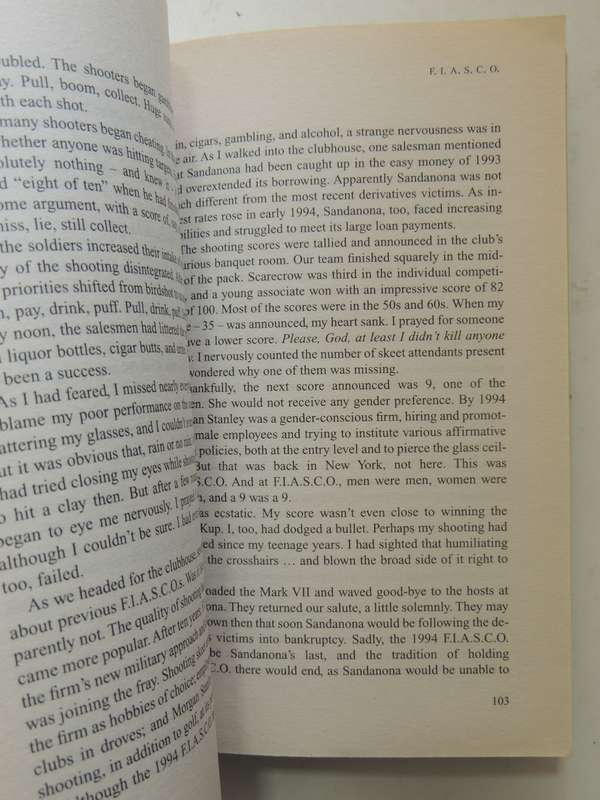 oubled. The shooters began
y. Pull, boom, collect. Huge
th each shot.
many shooters began cheating.
hether anyone was hitting targets,
olutely nothing – and knew
d “eight of ten” when he had
ome argument, with a score of
miss, lie, still collect.
the soldiers increased their intake
y of the shooting disintegrated.
priorities shifted from birdshot to
n, pay, drink, puff. Pull, drink,
y noon, the salesmen had littered
liquor bottles, cigar butts, and
been a success.
As I had feared, I missed nearly
blame my poor performance on the
attering my glasses, and I couldn’t
ut it was obvious that, rain or no rain,
had tried closing my eyes while
o hit a clay then. But after a few
began to eye me nervously. I prayed
although I couldn’t be sure. I had
too, failed.
As we headed for the clubhouse,
about previous F.I.A.S.C.O.s. Was
parently not. The quality of shooting
came more popular. After ten years
the firm’s new military approach
was joining the fray. Shooting
the firm as hobbies of choice;
clubs in droves; and Morgan
shooting, in addition to golf,
although the 1994 F.I.A.S.C.O.
F. I. A. S. C. O.
in, cigars, gambling, and alcohol, a strange nervousness was in
e air. As I walked into the clubhouse, one salesman mentioned
at Sandanona had been caught up in the easy money of 1993
d overextended its borrowing. Apparently Sandanona was not
ch different from the most recent derivatives victims. As in-
est rates rose in early 1994, Sandanona, too, faced increasing
bilities and struggled to meet its large loan payments.
The shooting scores were tallied and announced in the club’s
urious banquet room. Our team finished squarely in the mid-
of the pack. Scarecrow was third in the individual competi-
, and a young associate won with an impressive score of 82
of 100. Most of the scores were in the 50s and 60s. When my
e – 35 – was announced, my heart sank. I prayed for someone
ave a lower score. Please, God, at least I didn’t kill anyone
y. I nervously counted the number of skeet attendants present
wondered why one of them was missing.
ankfully, the next score announced was 9, one of the
en. She would not receive any gender preference. By 1994
an Stanley was a gender-conscious firm, hiring and promot-
male employees and trying to institute various affirmative
policies, both at the entry level and to pierce the glass ceil-
But that was back in New York, not here. This was
S.C.O. And at F.I.A.S.C.O., men were men, women were
n, and a 9 was a 9.
as ecstatic. My score wasn’t even close to winning the
Kup. I, too, had dodged a bullet. Perhaps my shooting had
ed since my teenage years. I had sighted that humiliating
the crosshairs … and blown the broad side of it right to
oaded the Mark VII and waved good-bye to the hosts at
ona. They returned our salute, a little solemnly. They may
own then that soon Sandanona would be following the de-
s victims into bankruptcy. Sadly, the 1994 F.I.A.S.C.O.
be Sandanona’s last, and the tradition of holding
C.O. there would end, as Sandanona would be unable to
103